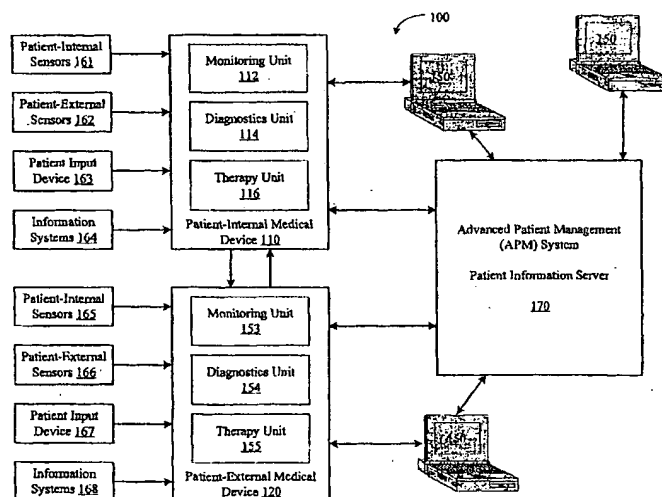 100
Patient-Internal
Sensors 161
Patient-External
Sensors 162
Patient Input
Device 163
Information
Systems 164
Monitoring Unit
112
Diagnostics Unit
114
Therapy Unit
116
Patient-Internal Medical
Device 110
150
150
Advanced Patient Management
(APM) System
Patient Information Server
170
Patient-Internal
Sensors 165
Patient-External
Sensors 166
Patient Input
Device 167
Information
Systems 168
Monitoring Unit
153
Diagnostics Unit
154
Therapy Unit
155
Patient-External Medical
Device 120